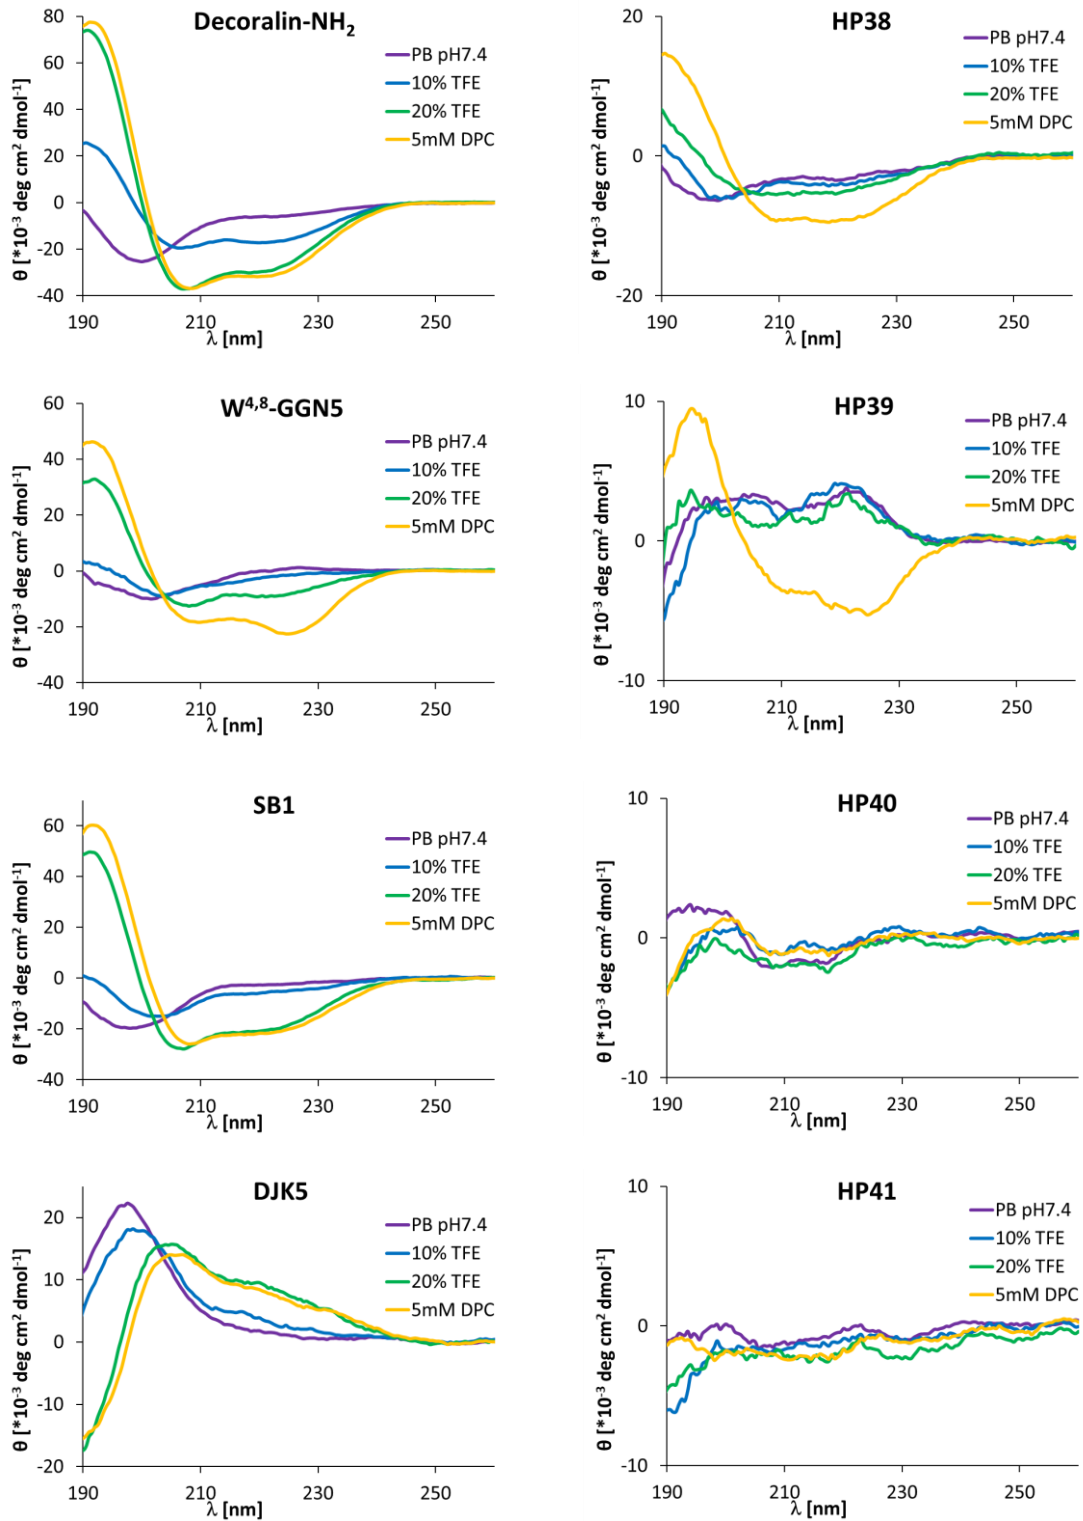 Decoralin-NH2
PB pH7.4
10% TFE
20% TFE
5mM DPC
θ [*10-3 deg cm2 dmol-1]
80
60
40
20
0
-20
-40
190 210 230 250
λ [nm]
HP38
PB pH7.4
10% TFE
20% TFE
5mM DPC
θ [*10-3 deg cm2 dmol-1]
20
0
-20
190 210 230 250
λ [nm]
W4,8-GGN5
PB pH7.4
10% TFE
20% TFE
5mM DPC
θ [*10-3 deg cm2 dmol-1]
60
40
20
0
-20
-40
190 210 230 250
λ [nm]
HP39
PB pH7.4
10% TFE
20% TFE
5mM DPC
θ [*10-3 deg cm2 dmol-1]
10
0
-10
190 210 230 250
λ [nm]
SB1
PB pH7.4
10% TFE
20% TFE
5mM DPC
θ [*10-3 deg cm2 dmol-1]
60
40
20
0
-20
-40
190 210 230 250
λ [nm]
HP40
PB pH7.4
10% TFE
20% TFE
5mM DPC
θ [*10-3 deg cm2 dmol-1]
10
0
-10
190 210 230 250
λ [nm]
DJK5
PB pH7.4
10% TFE
20% TFE
5mM DPC
θ [*10-3 deg cm2 dmol-1]
20
10
0
-10
-20
190 210 230 250
λ [nm]
HP41
PB pH7.4
10% TFE
20% TFE
5mM DPC
θ [*10-3 deg cm2 dmol-1]
10
0
-10
190 210 230 250
λ [nm]